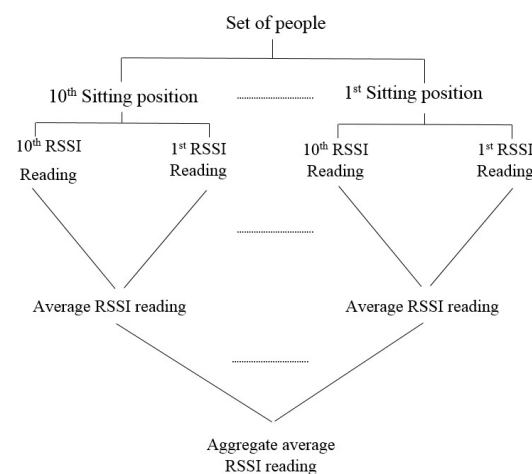 Set of people
10th Sitting position
1st Sitting position
10th RSSI
Reading
1st RSSI
Reading
10th RSSI
Reading
1st RSSI
Reading
Average RSSI reading
Average RSSI reading
Aggregate average
RSSI reading